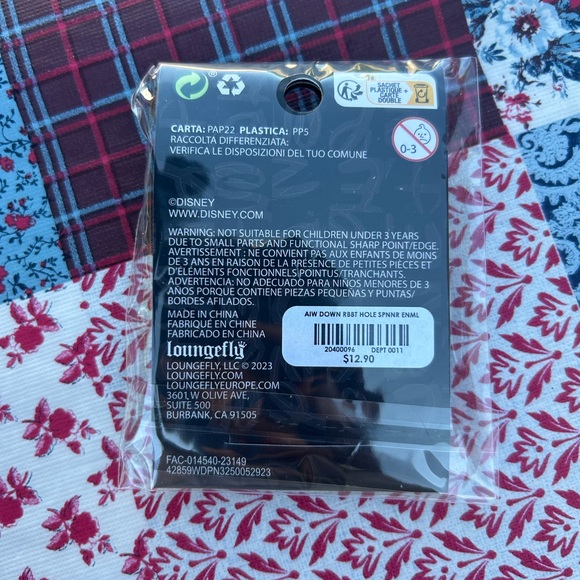 SACHET
PLASTIQUE +
CARTE
DOUBLE
CARTA: PAP22 PLASTICA: PP5
RACCOLTA DIFFERENZIATA:
VERIFICA LE DISPOSIZIONI DEL TUO COMUNE
0-3
©DISNEY
WWW.DISNEY.COM
WARNING: NOT SUITABLE FOR CHILDREN UNDER 3 YEARS
DUE TO SMALL PARTS AND FUNCTIONAL SHARP POINT/EDGE.
AVERTISSEMENT : NE CONVIENT PAS AUX ENFANTS DE MOINS
DE 3 ANS EN RAISON DE LA PRESENCE DE PETITES PIÈCES ET
D'ÉLÉMENTS FONCTIONNELS POINTUS/TRANCHANTS.
ADVERTENCIA: NO ADECUADO PARA NIÑOS MENORES DE 3
AÑOS PORQUE CONTIENE PIEZAS PEQUEÑAS Y PUNTAS/
BORDES AFILADOS.
MADE IN CHINA
FABRIQUÉ EN CHINE
FABRICADO EN CHINA
loungefly
LOUNGEFLY, LLC © 2023
LOUNGEFLY.COM
LOUNGEFLYEUROPE.COM
3601 W OLIVE AVE,
SUITE 500
BURBANK, CA 91505
AIW DOWN RBBT HOLE SPNNR ENML
20400096 DEPT 0011
$12.90
FAC-014540-23149
42859WDPN3250052923